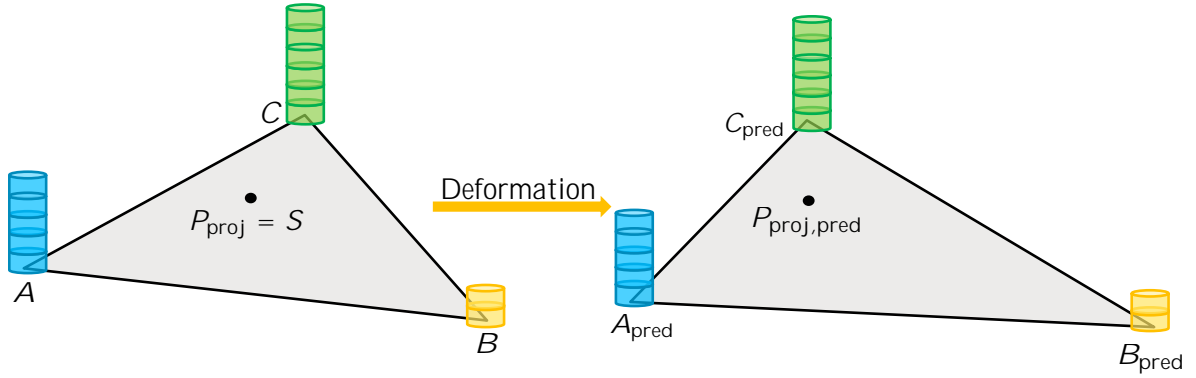 C
A
B
P_proj = S
Deformation
C_pred
A_pred
B_pred
P_proj,pred